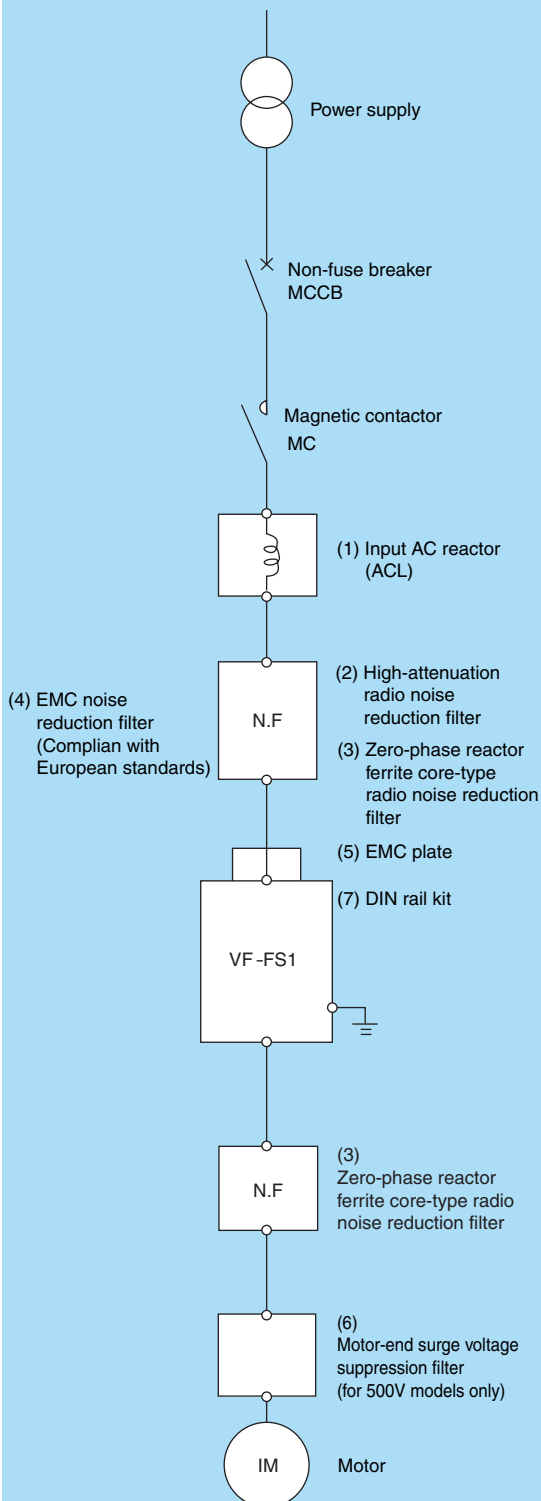 Power supply
Non-fuse breaker
MCCB
Magnetic contactor
MC
(1) Input AC reactor
(ACL)
(4) EMC noise
reduction filter
(Complian with
European standards)
N.F
(2) High-attenuation
radio noise
reduction filter
(3) Zero-phase reactor
ferrite core-type
radio noise reduction
filter
(5) EMC plate
(7) DIN rail kit
VF-FS1
N.F
(3)
Zero-phase reactor
ferrite core-type radio
noise reduction filter
(6)
Motor-end surge voltage
suppression filter
(for 500V models only)
IM
Motor